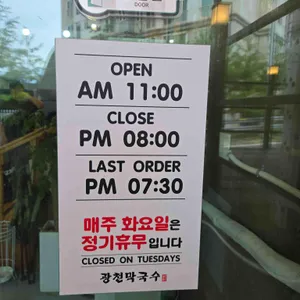 DOOR
OPEN
AM 11:00
CLOSE
PM 08:00
LAST ORDER
PM 07:30
매주 화요일은
정기휴무입니다
CLOSED ON TUESDAYS
광천막국수